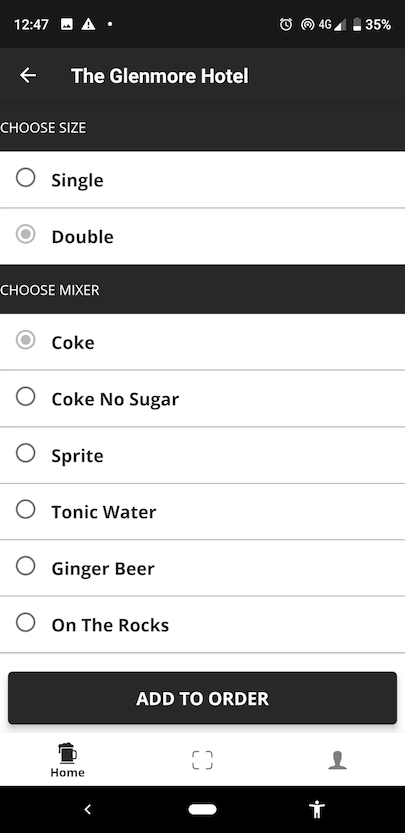 12:47 4G 35%
The Glenmore Hotel
CHOOSE SIZE
Single
Double
CHOOSE MIXER
Coke
Coke No Sugar
Sprite
Tonic Water
Ginger Beer
On The Rocks
ADD TO ORDER
Home